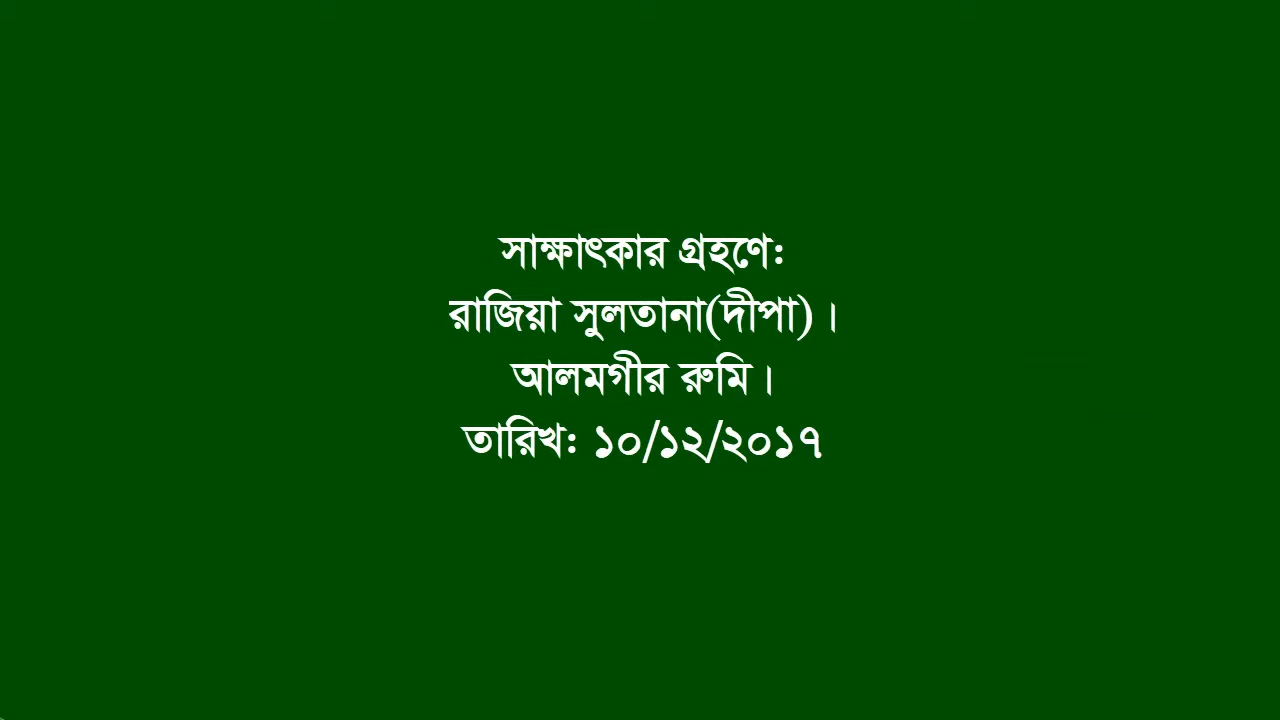 সাক্ষাৎকার গ্রহণে:
রাজিয়া সুলতানা(দীপা)।
আলমগীর রুমি।
তারিখ: ১০/১২/২০১৭